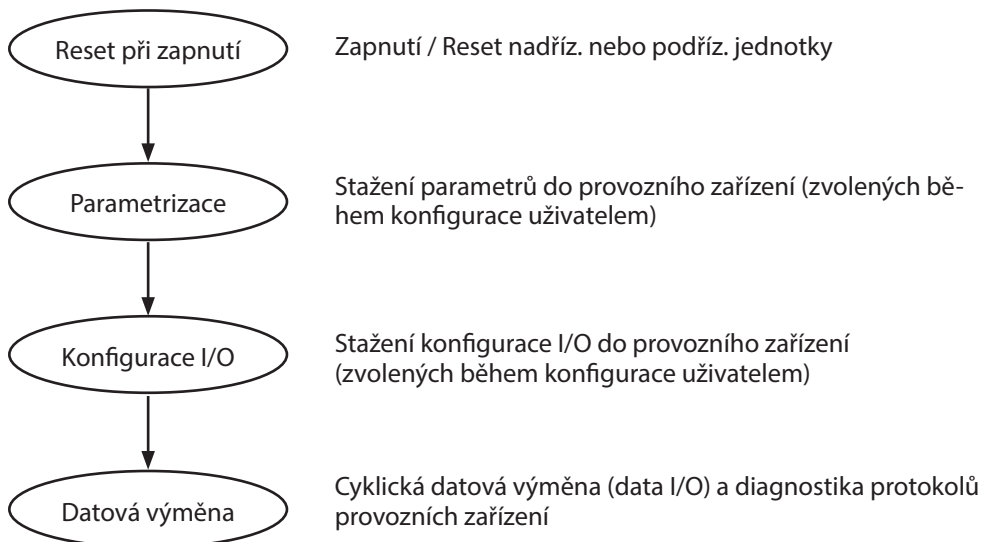 Reset při zapnutí
Zapnutí / Reset nadříz. nebo podříz. jednotky
Parametrizace
Stažení parametrů do provozního zařízení (zvolených bě-
hem konfigurace uživatelem)
Konfigurace I/O
Stažení konfigurace I/O do provozního zařízení
(zvolených během konfigurace uživatelem)
Datová výměna
Cyklická datová výměna (data I/O) a diagnostika protokolů
provozních zařízení